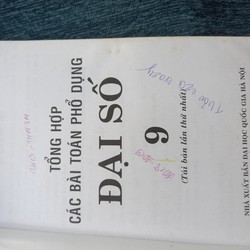 TỔNG HỢP
CÁC BÀI TOÁN PHỔ DỤNG
ĐẠI SỐ
9
(Tái bản lần thứ nhất)
NHÀ XUẤT BẢN ĐẠI HỌC QUỐC GIA HÀ NỘI